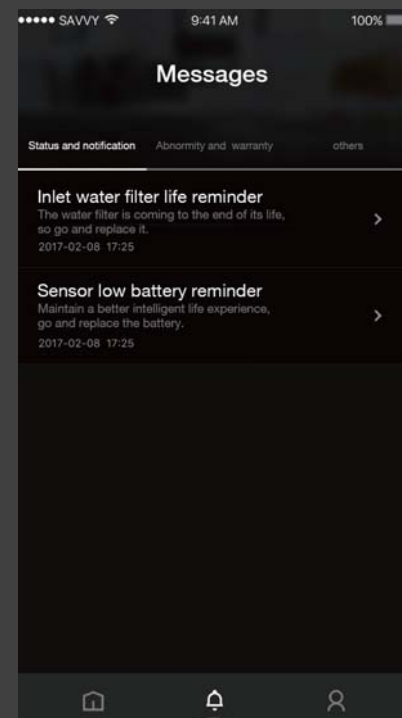 ●●●●● SAVVY 9:41 AM 100%
Messages
Status and notification Abnormity and warranty others
Inlet water filter life reminder
The water filter is coming to the end of its life,
so go and replace it.
2017-02-08 17:25
Sensor low battery reminder
Maintain a better intelligent life experience,
go and replace the battery.
2017-02-08 17:25